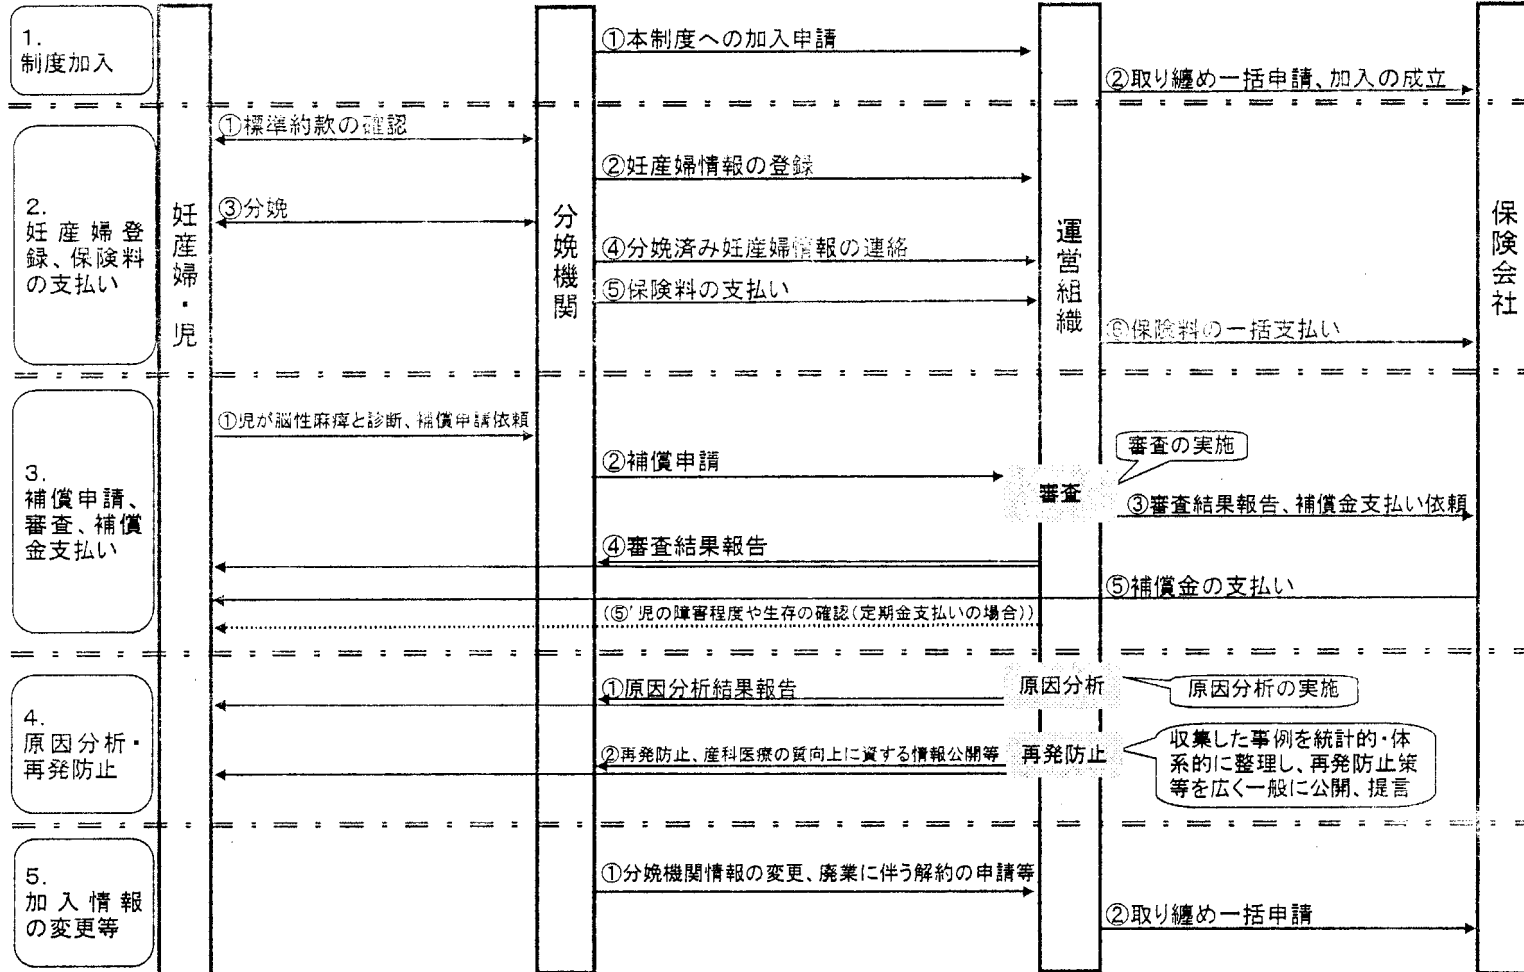 1.
制度加入
①本制度への加入申請
②取り纏め一括申請、加入の成立
2.
妊産婦登
録、保険料
の支払い
妊産婦・児
分娩機関
運営組織
保険会社
①標準約款の確認
②妊産婦情報の登録
③分娩
④分娩済み妊産婦情報の連絡
⑤保険料の支払い
⑥保険料の一括支払い
3.
補償申請、
審査、補償
金支払い
①児が脳性麻痺と診断、補償申請依頼
②補償申請
審査の実施
審査
③審査結果報告、補償金支払い依頼
④審査結果報告
⑤補償金の支払い
(⑤’児の障害程度や生存の確認(定期金支払いの場合))
4.
原因分析・
再発防止
①原因分析結果報告
原因分析
原因分析の実施
②再発防止、産科医療の質向上に資する情報公開等
再発防止
収集した事例を統計的・体
系的に整理し、再発防止策
等を広く一般に公開、提言
5.
加入情報
の変更等
①分娩機関情報の変更、廃業に伴う解約の申請等
②取り纏め一括申請